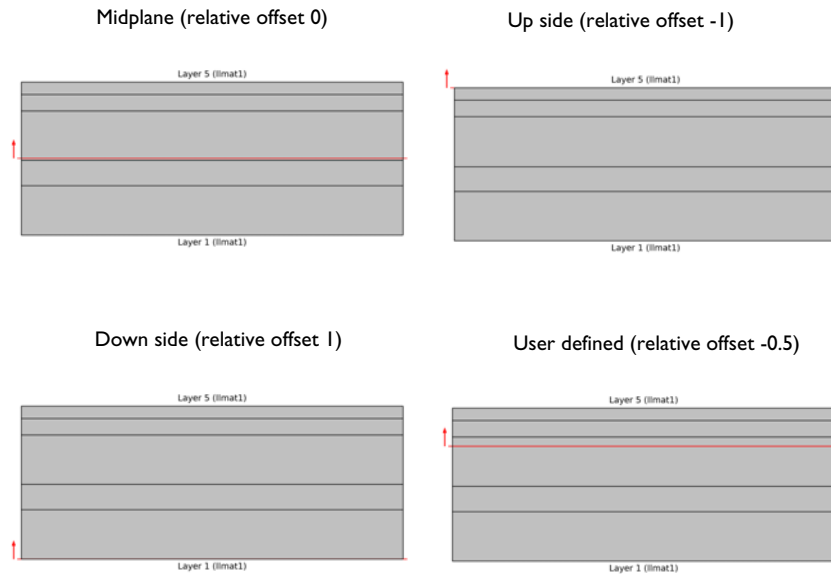 Midplane (relative offset 0)
Up side (relative offset -1)
Layer 5 (llmat1)
Layer 5 (llmat1)
Layer 1 (llmat1)
Layer 1 (llmat1)
Down side (relative offset 1)
User defined (relative offset -0.5)
Layer 5 (llmat1)
Layer 5 (llmat1)
Layer 1 (llmat1)
Layer 1 (llmat1)